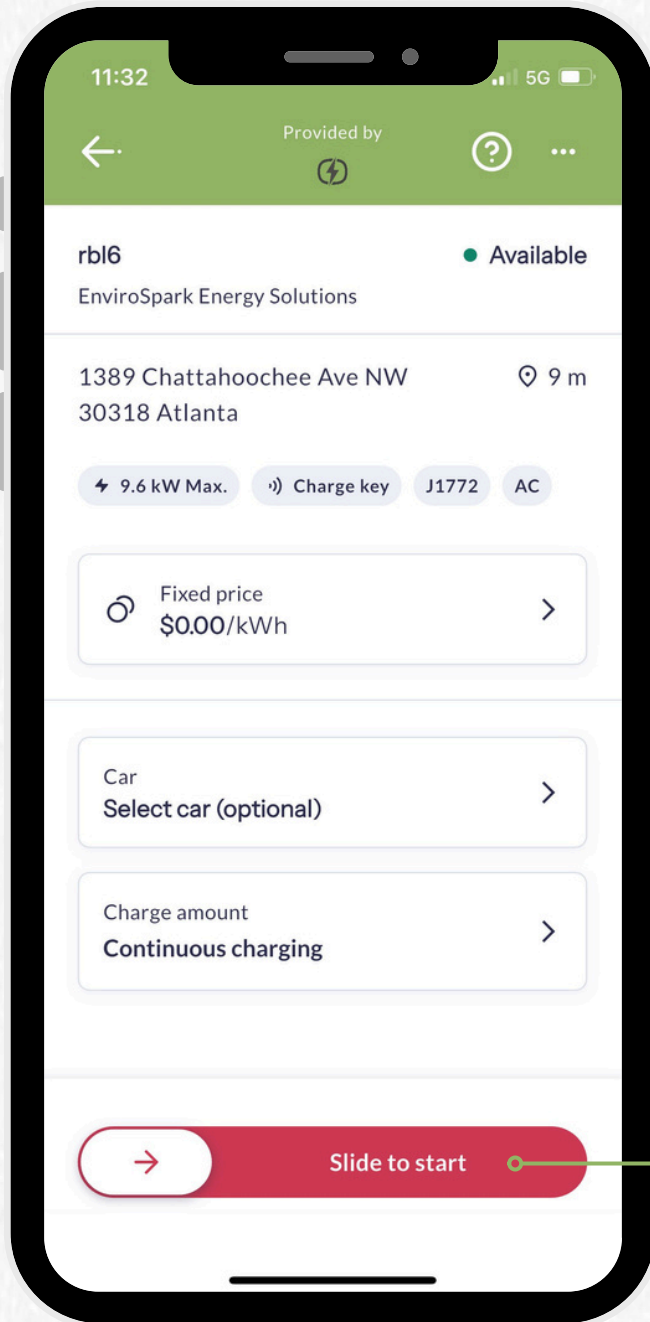 11:32
5G
Provided by
rbl6
Available
EnviroSpark Energy Solutions
1389 Chattahoochee Ave NW
9 m
30318 Atlanta
9.6 kW Max.
Charge key
J1772
AC
Fixed price
$0.00/kWh
Car
Select car (optional)
Charge amount
Continuous charging
Slide to start